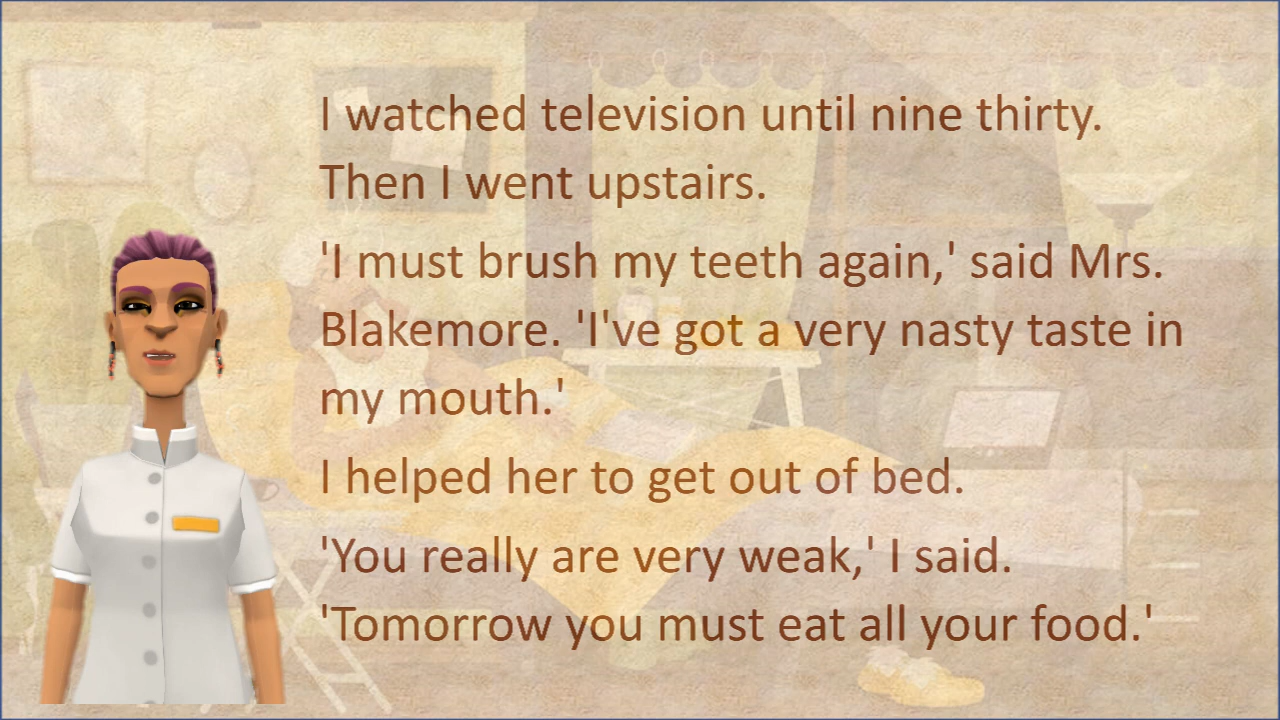 I watched television until nine thirty.
Then I went upstairs.
'I must brush my teeth again,' said Mrs.
Blakemore. 'I've got a very nasty taste in
my mouth.'
I helped her to get out of bed.
'You really are very weak,' I said.
'Tomorrow you must eat all your food.'